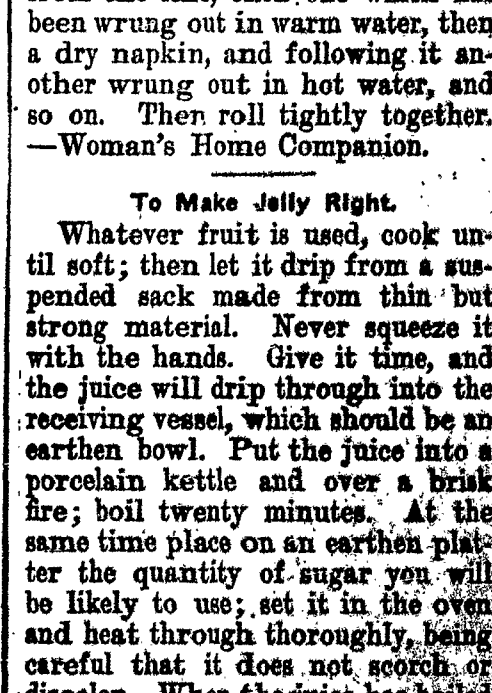 been wrung out in warm water, then
a dry napkin, and following it an-
other wrung out in hot water, and
so on. Then roll tightly together.
—Woman's Home Companion.
To Make Jelly Right.
Whatever fruit is used, cook un-
til soft; then let it drip from a sus-
pended sack made from thin but
strong material. Never squeeze it
with the hands. Give it time, and
the juice will drip through into the
receiving vessel, which should be an
earthen bowl. Put the juice into a
porcelain kettle and over a brisk
fire; boil twenty minutes. At the
same time place on an earthen plat-
ter the quantity of sugar you will
be likely to use; set it in the oven
and heat through thoroughly, being
careful that it does not scorch or